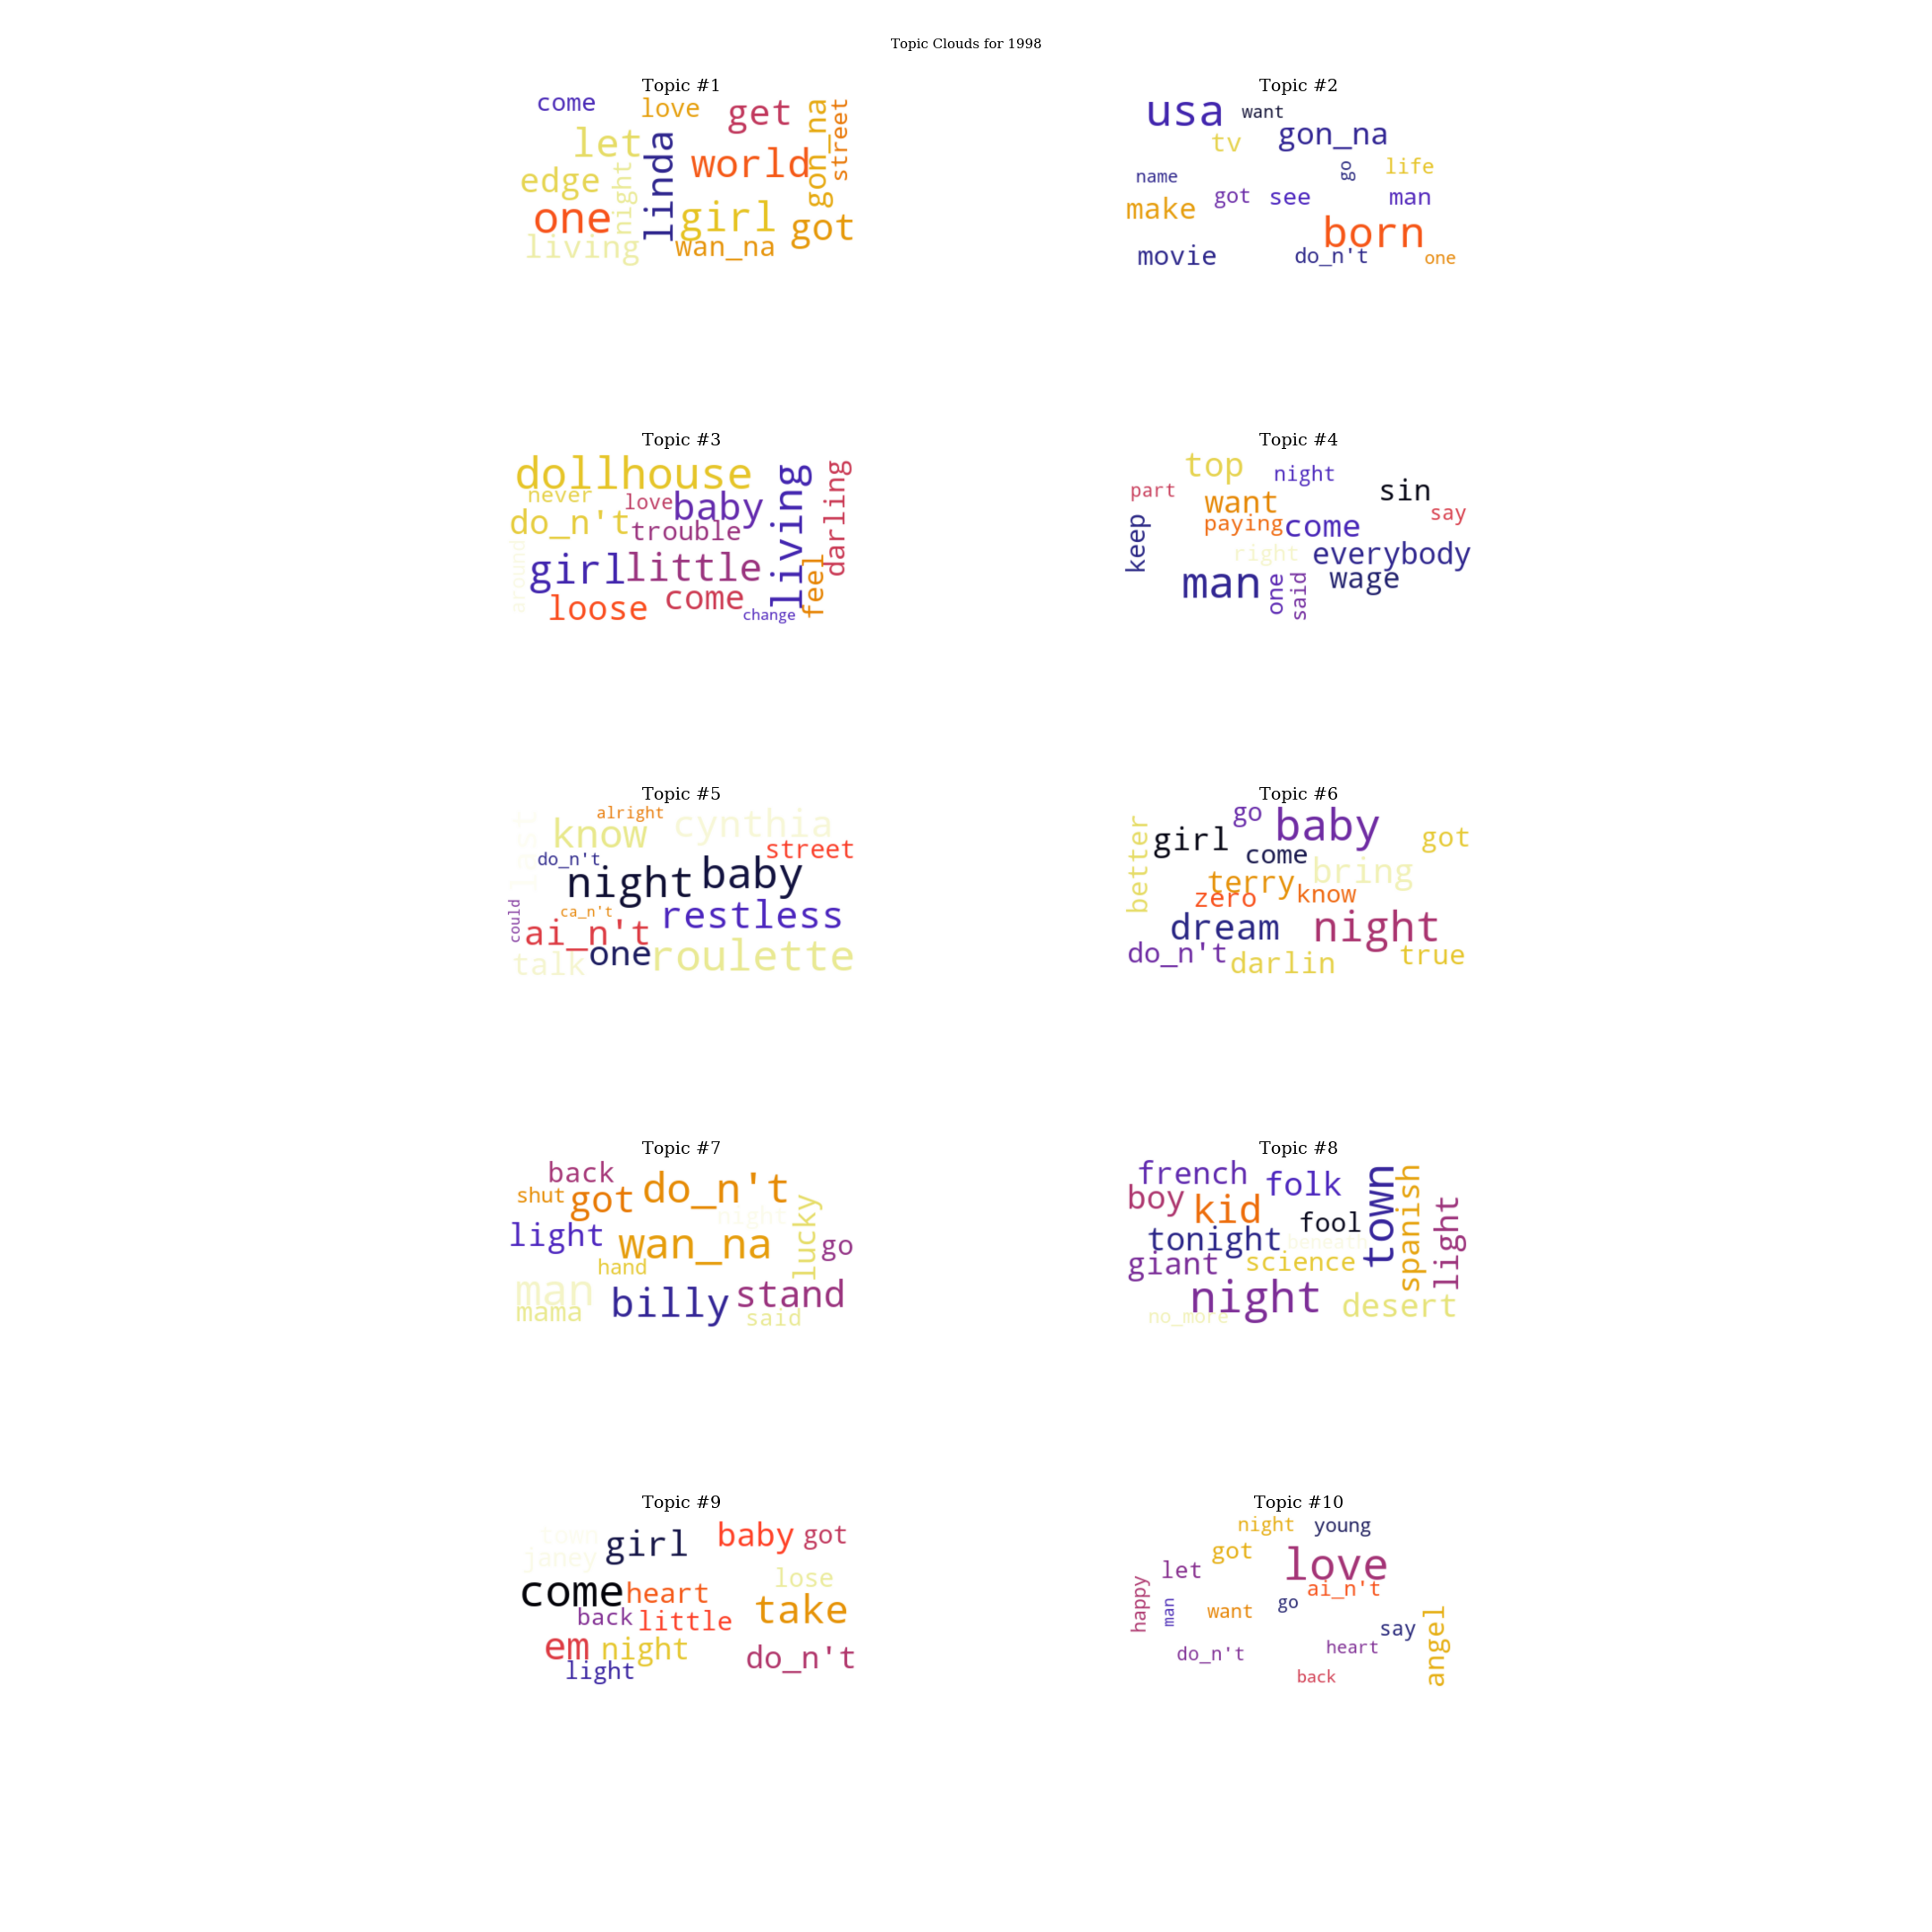 Topic Clouds for 1998
Topic #1
come
love
get
gon_na
street
let
linda
world
edge
night
one
girl
got
living
wan_na
Topic #2
usa
want
tv
gon_na
go
life
name
got
see
man
make
born
movie
do_n't
one
Topic #3
dollhouse
living
darling
never
love
baby
do_n't
trouble
around
girl
little
feel
loose
come
change
Topic #4
top
night
part
want
sin
say
keep
paying
come
right
everybody
man
one
said
wage
Topic #5
alright
last
know
cynthia
street
do_n't
night
baby
could
ca_n't
restless
ai_n't
one
roulette
talk
Topic #6
go
baby
better
girl
got
come
bring
terry
zero
know
dream
night
do_n't
darlin
true
Topic #7
back
do_n't
shut
got
night
lucky
light
wan_na
go
hand
man
mama
billy
stand
said
Topic #8
french
folk
town
spanish
boy
kid
fool
light
tonight
beneath
giant
science
night
desert
no_more
Topic #9
town
girl
baby
got
janey
come
heart
lose
back
little
take
em
night
do_n't
light
Topic #10
night
young
got
love
let
ai_n't
happy
man
want
go
say
angel
do_n't
heart
back